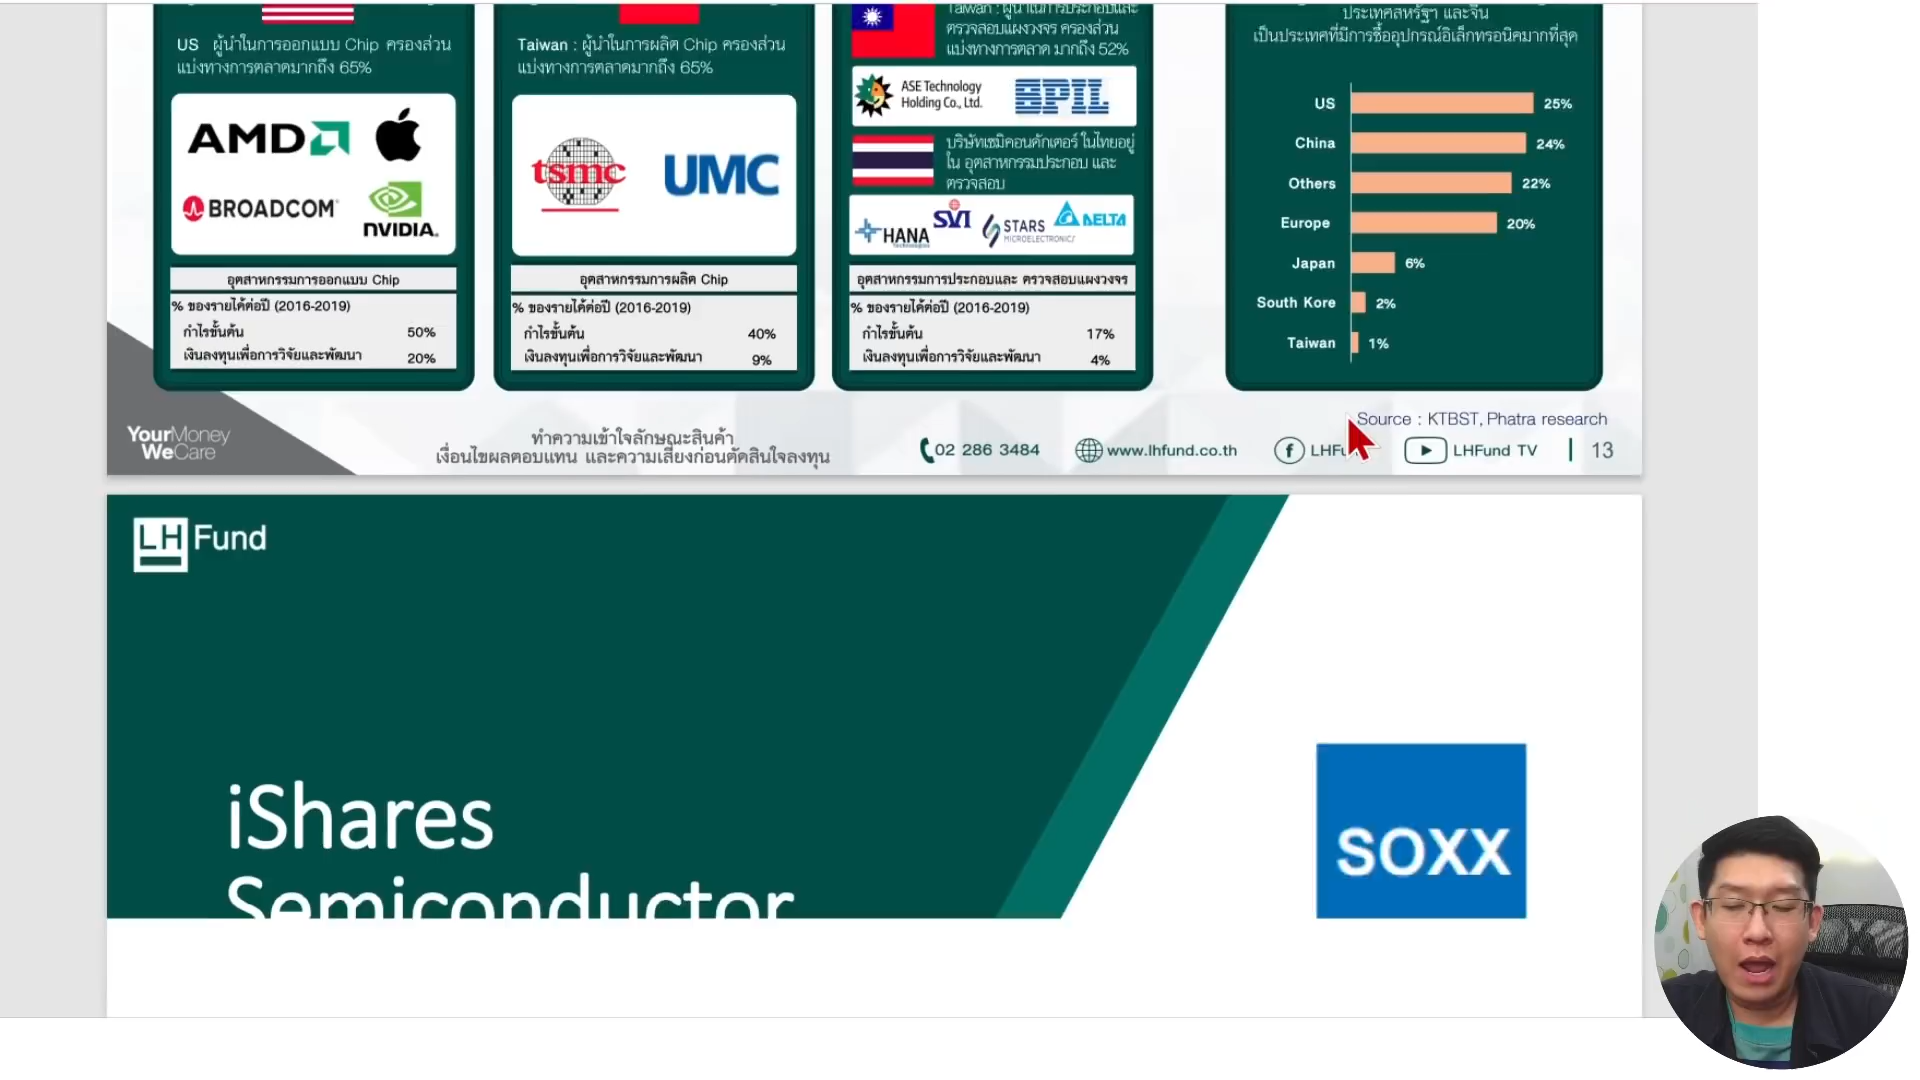 US ผู้นำในการออกแบบ Chip ครองส่วน
แบ่งทางการตลาดมากถึง 65%
AMD
BROADCOM
NVIDIA.
อุตสาหกรรมการออกแบบ Chip
% ของรายได้ต่อปี (2016-2019)
กำไรขั้นต้น 50%
เงินลงทุนเพื่อการวิจัยและพัฒนา 20%
Taiwan : ผู้นำในการผลิต Chip ครองส่วน
แบ่งทางการตลาดมากถึง 65%
tsmc
UMC
อุตสาหกรรมการผลิต Chip
% ของรายได้ต่อปี (2016-2019)
กำไรขั้นต้น 40%
เงินลงทุนเพื่อการวิจัยและพัฒนา 9%
Taiwan : ผู้นำในการประกอบและ
ตรวจสอบแผงวงจร ครองส่วน
แบ่งทางการตลาด มากถึง 52%
ASE Technology
Holding Co., Ltd.
SPIL
บริษัทเซมิคอนดักเตอร์ ในไทยอยู่
ใน อุตสาหกรรมประกอบ และ
ตรวจสอบ
HANA
SVI
STARS
MICROELECTRONICS
DELTA
อุตสาหกรรมการประกอบและ ตรวจสอบแผงวงจร
% ของรายได้ต่อปี (2016-2019)
กำไรขั้นต้น 17%
เงินลงทุนเพื่อการวิจัยและพัฒนา 4%
ประเทศสหรัฐฯ และจีน
เป็นประเทศที่มีการซื้ออุปกรณ์อิเล็กทรอนิคมากที่สุด
US 25%
China 24%
Others 22%
Europe 20%
Japan 6%
South Kore 2%
Taiwan 1%
Source : KTBST, Phatra research
YourMoney
WeCare
ทำความเข้าใจลักษณะสินค้า
เงื่อนไขผลตอบแทน และความเสี่ยงก่อนตัดสินใจลงทุน
02 286 3484
www.lhfund.co.th
LHFu
LHFund TV
13
LH Fund
iShares
Semiconductor
SOXX